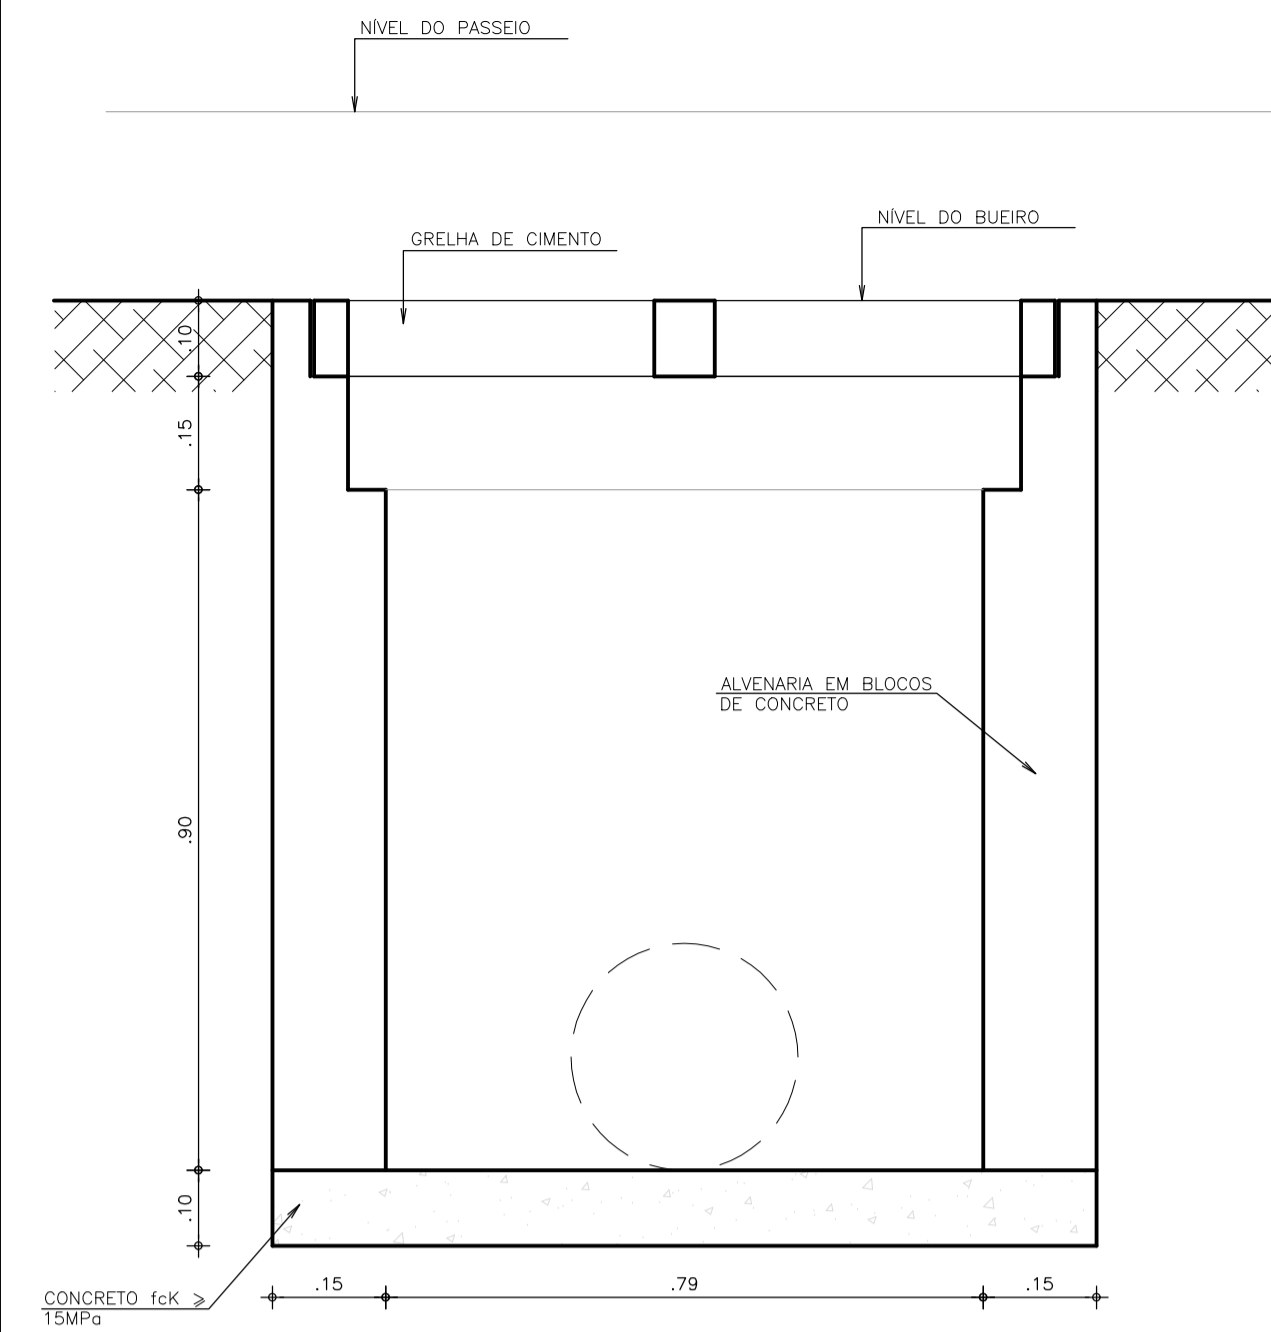 NÍVEL DO PASSEIO
NÍVEL DO BUEIRO
GRELHA DE CIMENTO
.10
.15
ALVENARIA EM BLOCOS
DE CONCRETO
.90
.10
.15
.79
.15
CONCRETO fcK ⩾
15MPa